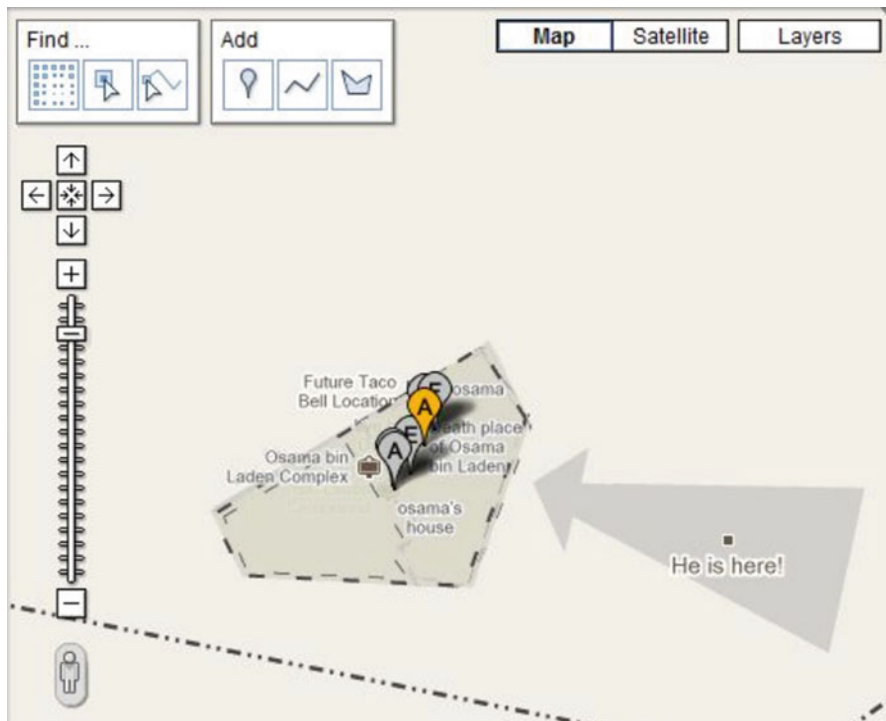 Find ...
Add
Map
Satellite
Layers
Future Taco
Bell Location
E osama
A
E
death place
of Osama
bin Laden
A
Osama bin
Laden Complex
osama's
house
He is here!